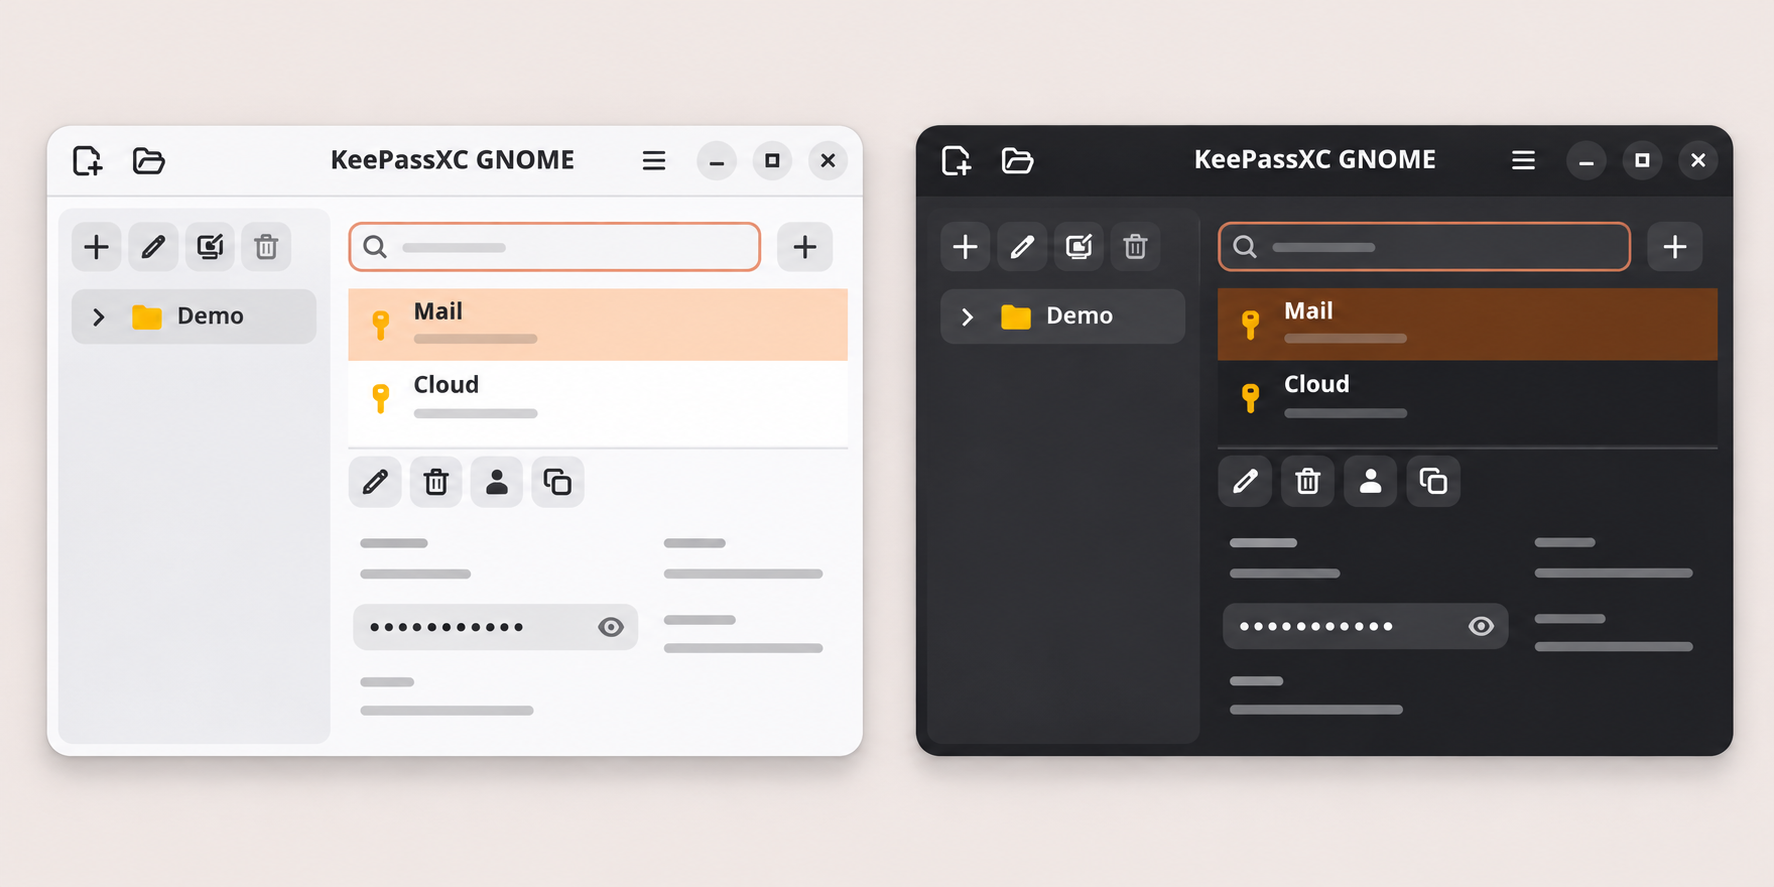 KeePassXC GNOME
Demo
Mail
Cloud
KeePassXC GNOME
Demo
Mail
Cloud